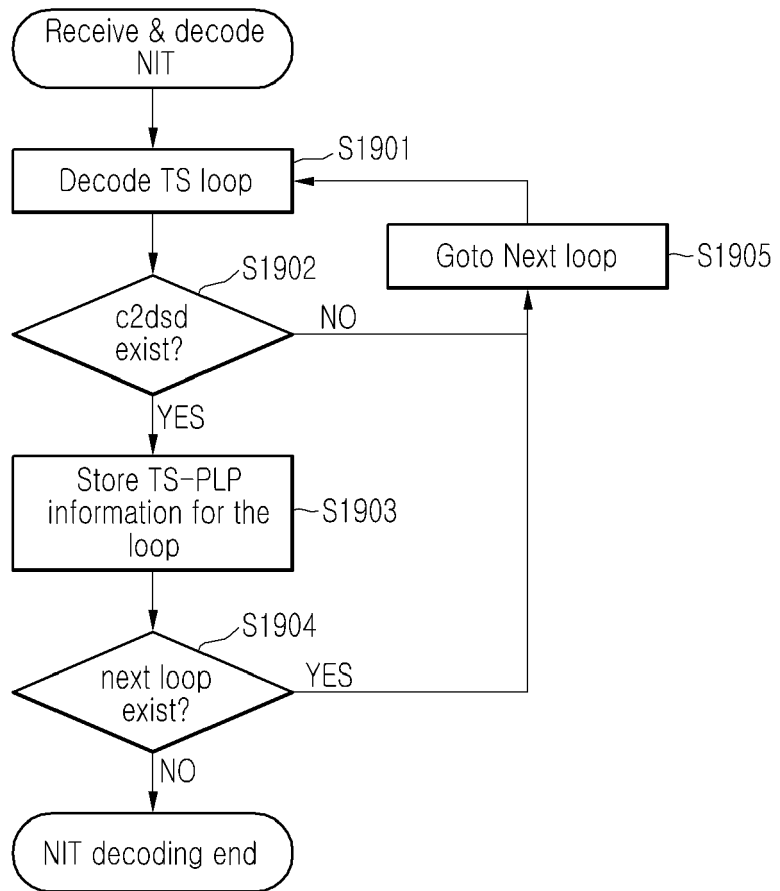 Receive & decode
NIT
S1901
Decode TS loop
Goto Next loop
S1905
S1902
c2dsd
exist?
NO
YES
Store TS-PLP
information for the
loop
S1903
S1904
next loop
exist?
YES
NO
NIT decoding end